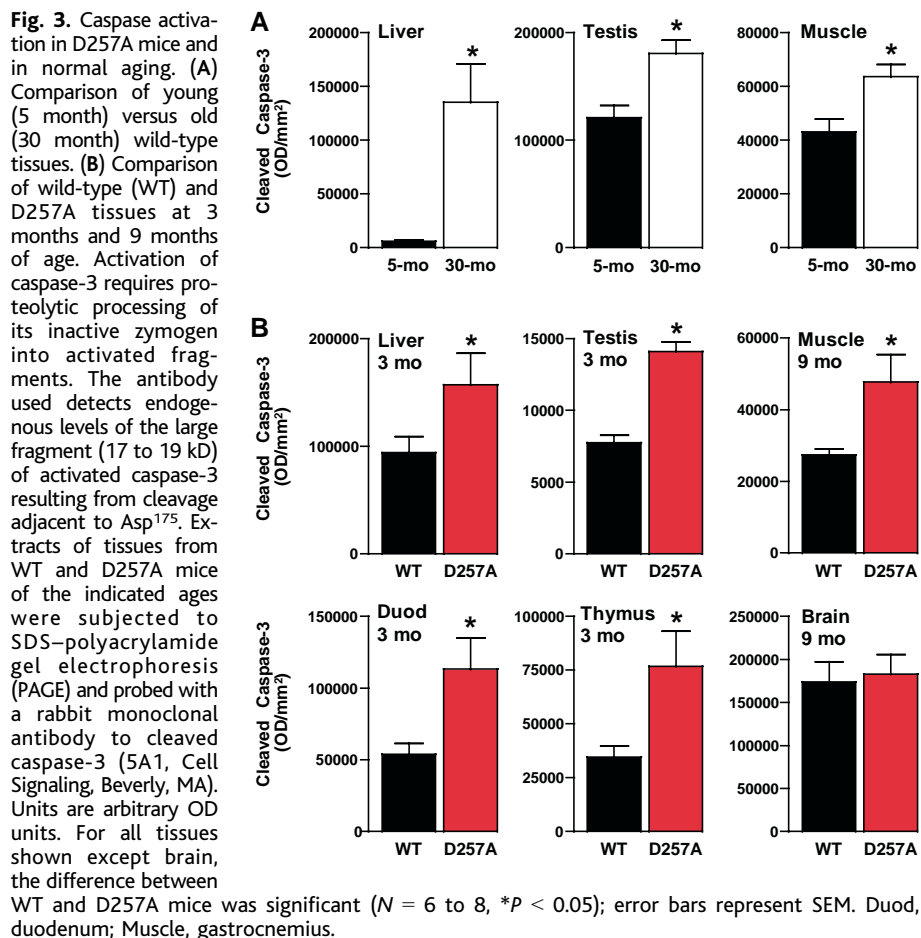 Fig. 3. Caspase activa-
tion in D257A mice and
in normal aging. (A)
Comparison of young
(5 month) versus old
(30 month) wild-type
tissues. (B) Comparison
of wild-type (WT) and
D257A tissues at 3
months and 9 months
of age. Activation of
caspase-3 requires pro-
teolytic processing of
its inactive zymogen
into activated frag-
ments. The antibody
used detects endoge-
nous levels of the large
fragment (17 to 19 kD)
of activated caspase-3
resulting from cleavage
adjacent to Asp¹⁷⁵. Ex-
tracts of tissues from
WT and D257A mice
of the indicated ages
were subjected to
SDS–polyacrylamide
gel electrophoresis
(PAGE) and probed with
a rabbit monoclonal
antibody to cleaved
caspase-3 (5A1, Cell
Signaling, Beverly, MA).
Units are arbitrary OD
units. For all tissues
shown except brain,
the difference between
WT and D257A mice was significant (N = 6 to 8, *P < 0.05); error bars represent SEM. Duod,
duodenum; Muscle, gastrocnemius.
A
Cleaved Caspase-3
(OD/mm²)
Liver
*
200000
150000
100000
50000
0
5-mo 30-mo
Testis
*
200000
100000
0
5-mo 30-mo
Muscle
*
80000
60000
40000
20000
0
5-mo 30-mo
B
Cleaved Caspase-3
(OD/mm²)
Liver
3 mo
*
200000
100000
0
WT D257A
Testis
3 mo
*
15000
10000
5000
0
WT D257A
Muscle
9 mo
*
60000
40000
20000
0
WT D257A
Cleaved Caspase-3
(OD/mm²)
Duod
3 mo
*
150000
100000
50000
0
WT D257A
Thymus
3 mo
*
100000
75000
50000
25000
0
WT D257A
Brain
9 mo
250000
200000
150000
100000
50000
0
WT D257A